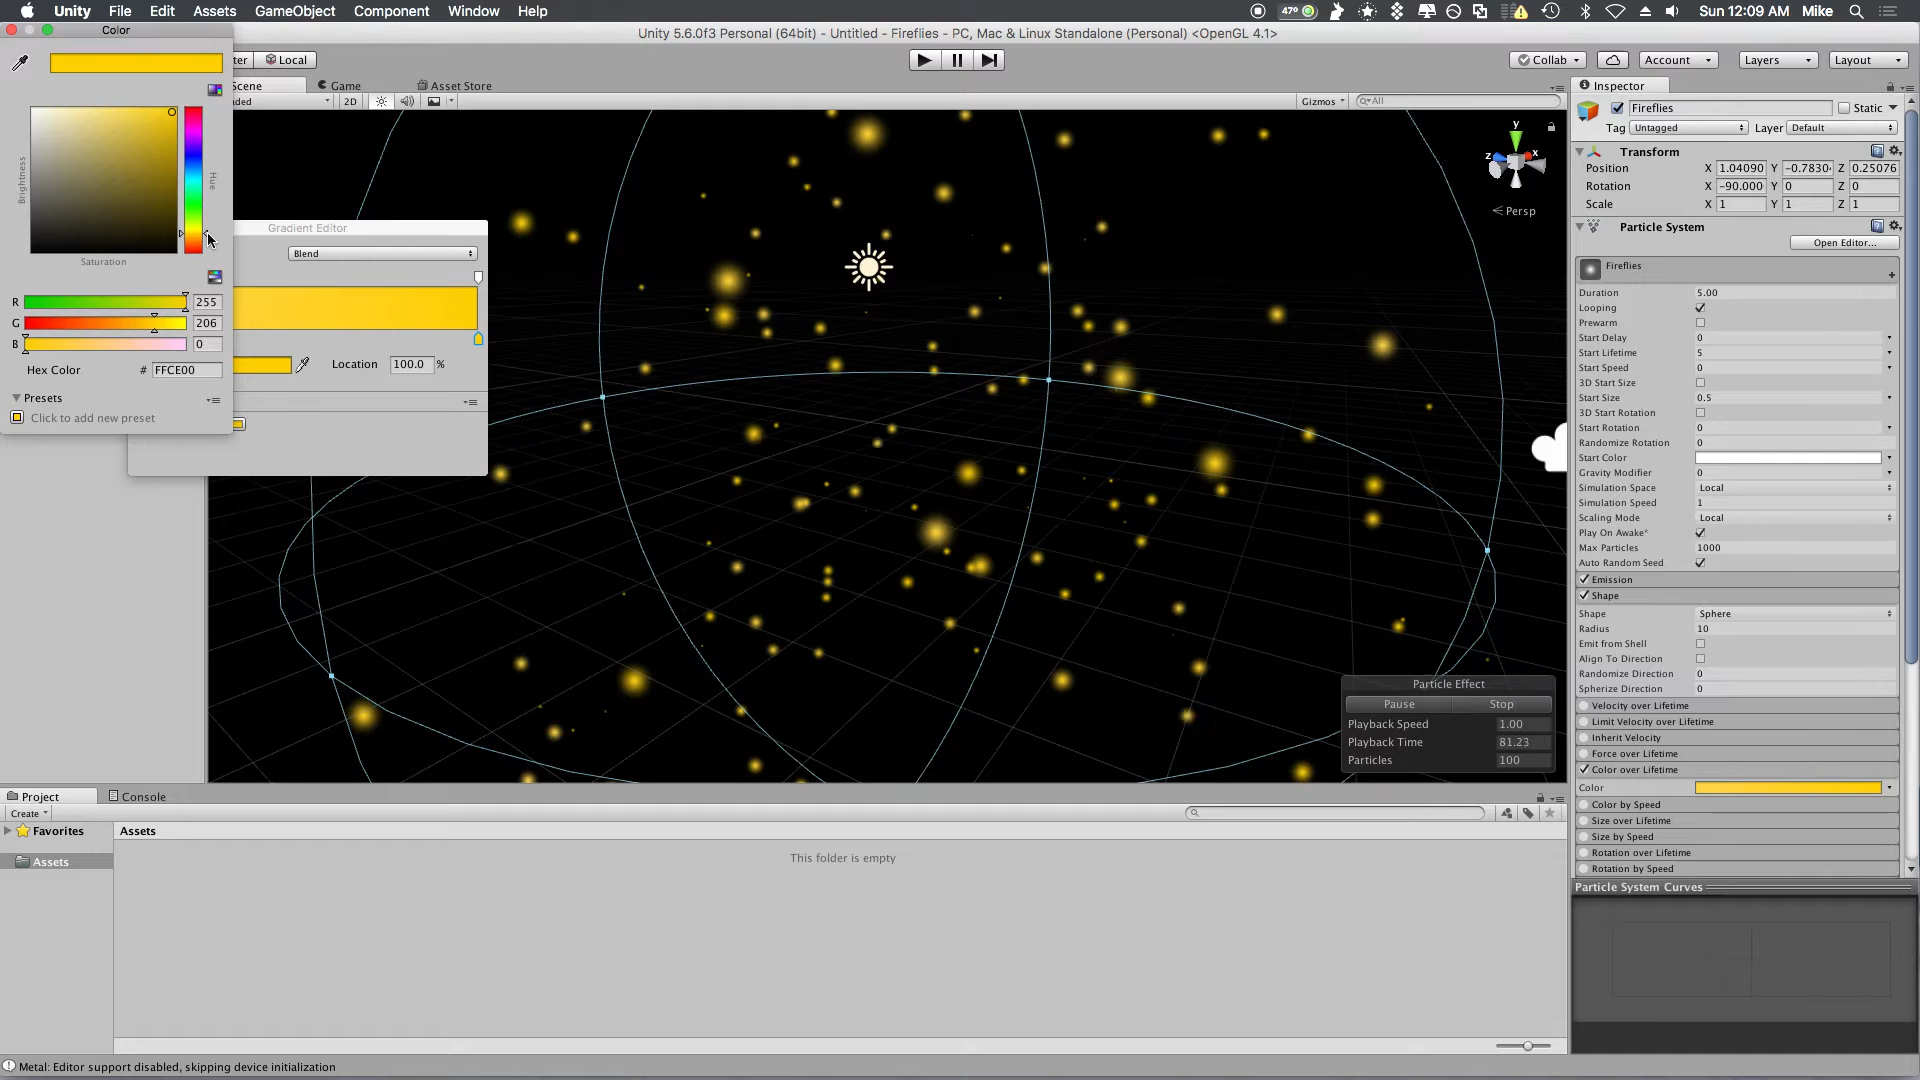 Unity File Edit Assets GameObject Component Window Help 47° Sun 12:09 AM Mike
Color
Unity 5.6.0f3 Personal (64bit) - Untitled - Fireflies - PC, Mac & Linux Standalone (Personal) <OpenGL 4.1>
Local
Collab Account Layers Layout
Game Asset Store
2D
Gizmos All
Inspector
Fireflies Static
Tag Untagged Layer Default
Transform
Position X 1.04090 Y Z 0.25076
Rotation X -90.000 Y 0 Z 0
Scale X 1 Y 1 Z 1
Particle System
Open Editor...
Fireflies
Duration 5.00
Looping
Prewarm
Start Delay 0
Start Lifetime 5
Start Speed 0
3D Start Size
Start Size 0.5
3D Start Rotation
Start Rotation 0
Randomize Rotation 0
Start Color
Gravity Modifier 0
Simulation Space Local
Simulation Speed 1
Scaling Mode Local
Play On Awake*
Max Particles 1000
Auto Random Seed
Emission
Shape
Shape Sphere
Radius 10
Emit from Shell
Align To Direction
Randomize Direction 0
Spherize Direction 0
Velocity over Lifetime
Limit Velocity over Lifetime
Inherit Velocity
Force over Lifetime
Color over Lifetime
Color
Color by Speed
Size over Lifetime
Size by Speed
Rotation over Lifetime
Rotation by Speed
Particle System Curves
y
z x
Persp
Brightness
Hue
Saturation
R 255
G 206
B 0
Hex Color # FFCE00
Presets
Click to add new preset
Gradient Editor
Blend
Location 100.0 %
Particle Effect
Pause Stop
Playback Speed 1.00
Playback Time 81.23
Particles 100
Project Console
Create
Favorites
Assets
Assets
This folder is empty
Metal: Editor support disabled, skipping device initialization